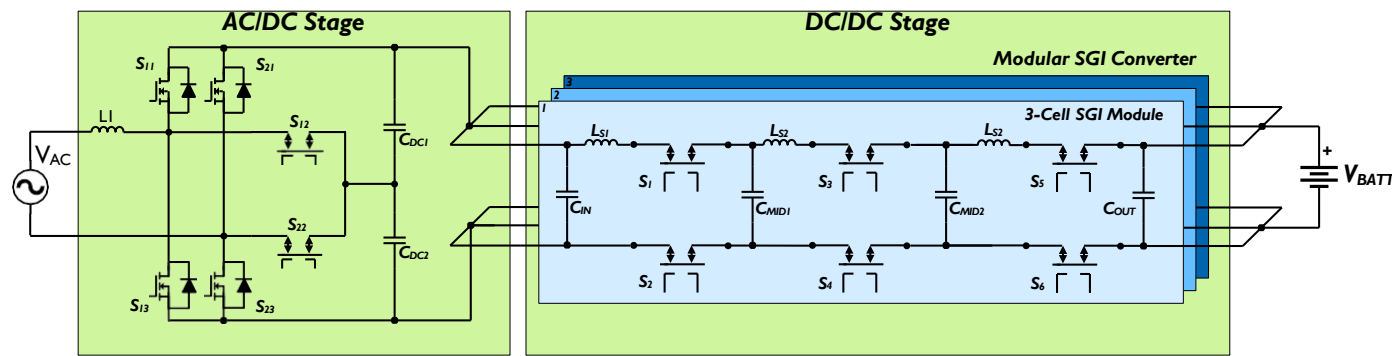 AC/DC Stage
DC/DC Stage
Modular SGI Converter
3
2
1
3-Cell SGI Module
S11
S21
L1
S12
VAC
CDC1
S22
CDC2
S13
S23
LS1
LS2
LS2
S1
S3
S5
CIN
CMID1
CMID2
COUT
S2
S4
S6
+
VBATT